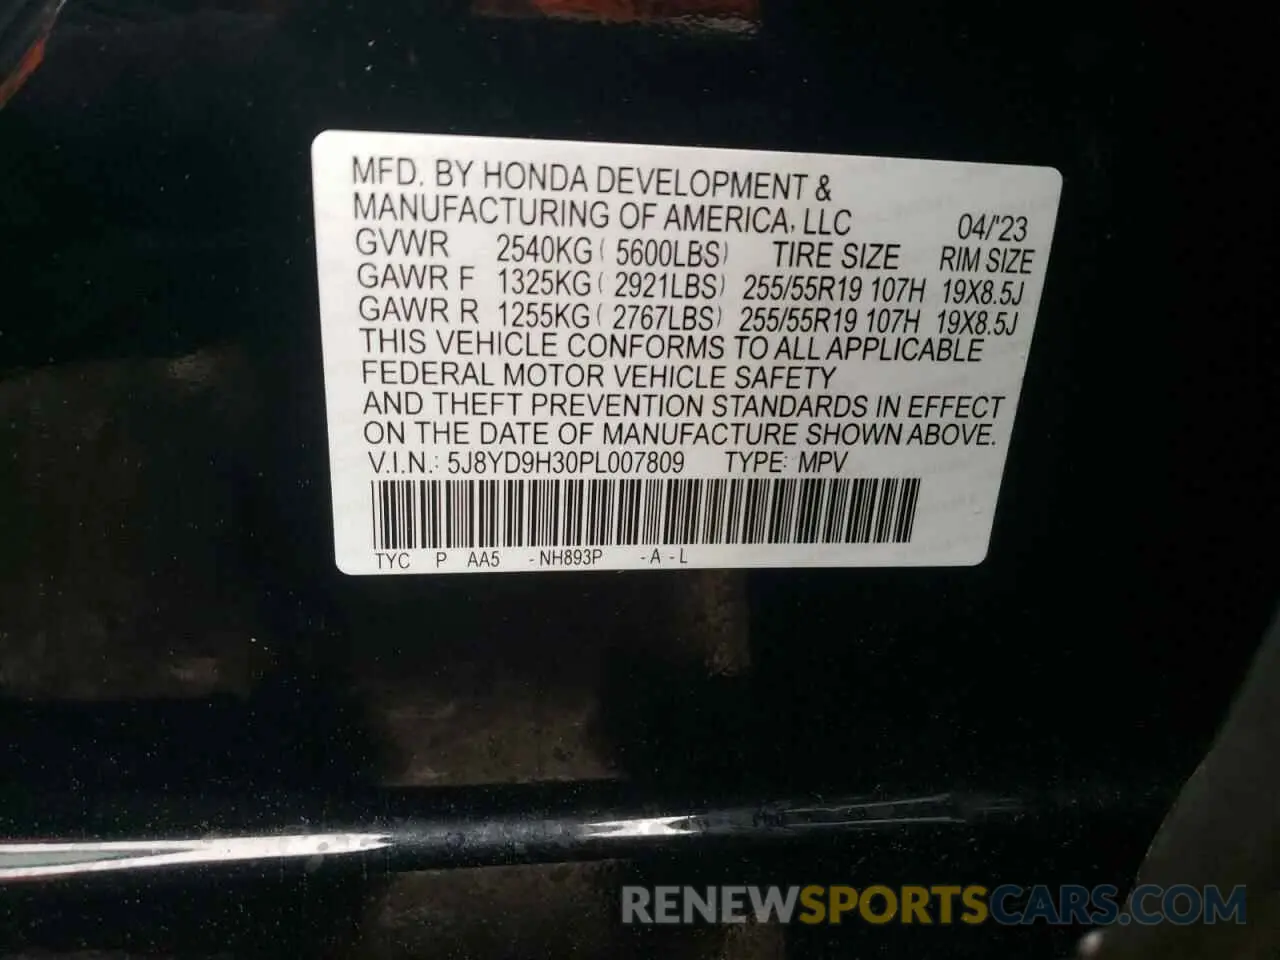 MFD. BY HONDA DEVELOPMENT &
MANUFACTURING OF AMERICA, LLC 04/'23
GVWR 2540KG ( 5600LBS) TIRE SIZE RIM SIZE
GAWR F 1325KG ( 2921LBS) 255/55R19 107H 19X8.5J
GAWR R 1255KG ( 2767LBS) 255/55R19 107H 19X8.5J
THIS VEHICLE CONFORMS TO ALL APPLICABLE
FEDERAL MOTOR VEHICLE SAFETY
AND THEFT PREVENTION STANDARDS IN EFFECT
ON THE DATE OF MANUFACTURE SHOWN ABOVE.
V.I.N.: 5J8YD9H30PL007809 TYPE: MPV
TYC P AA5 -NH893P -A-L
RENEWSPORTSCARS.COM